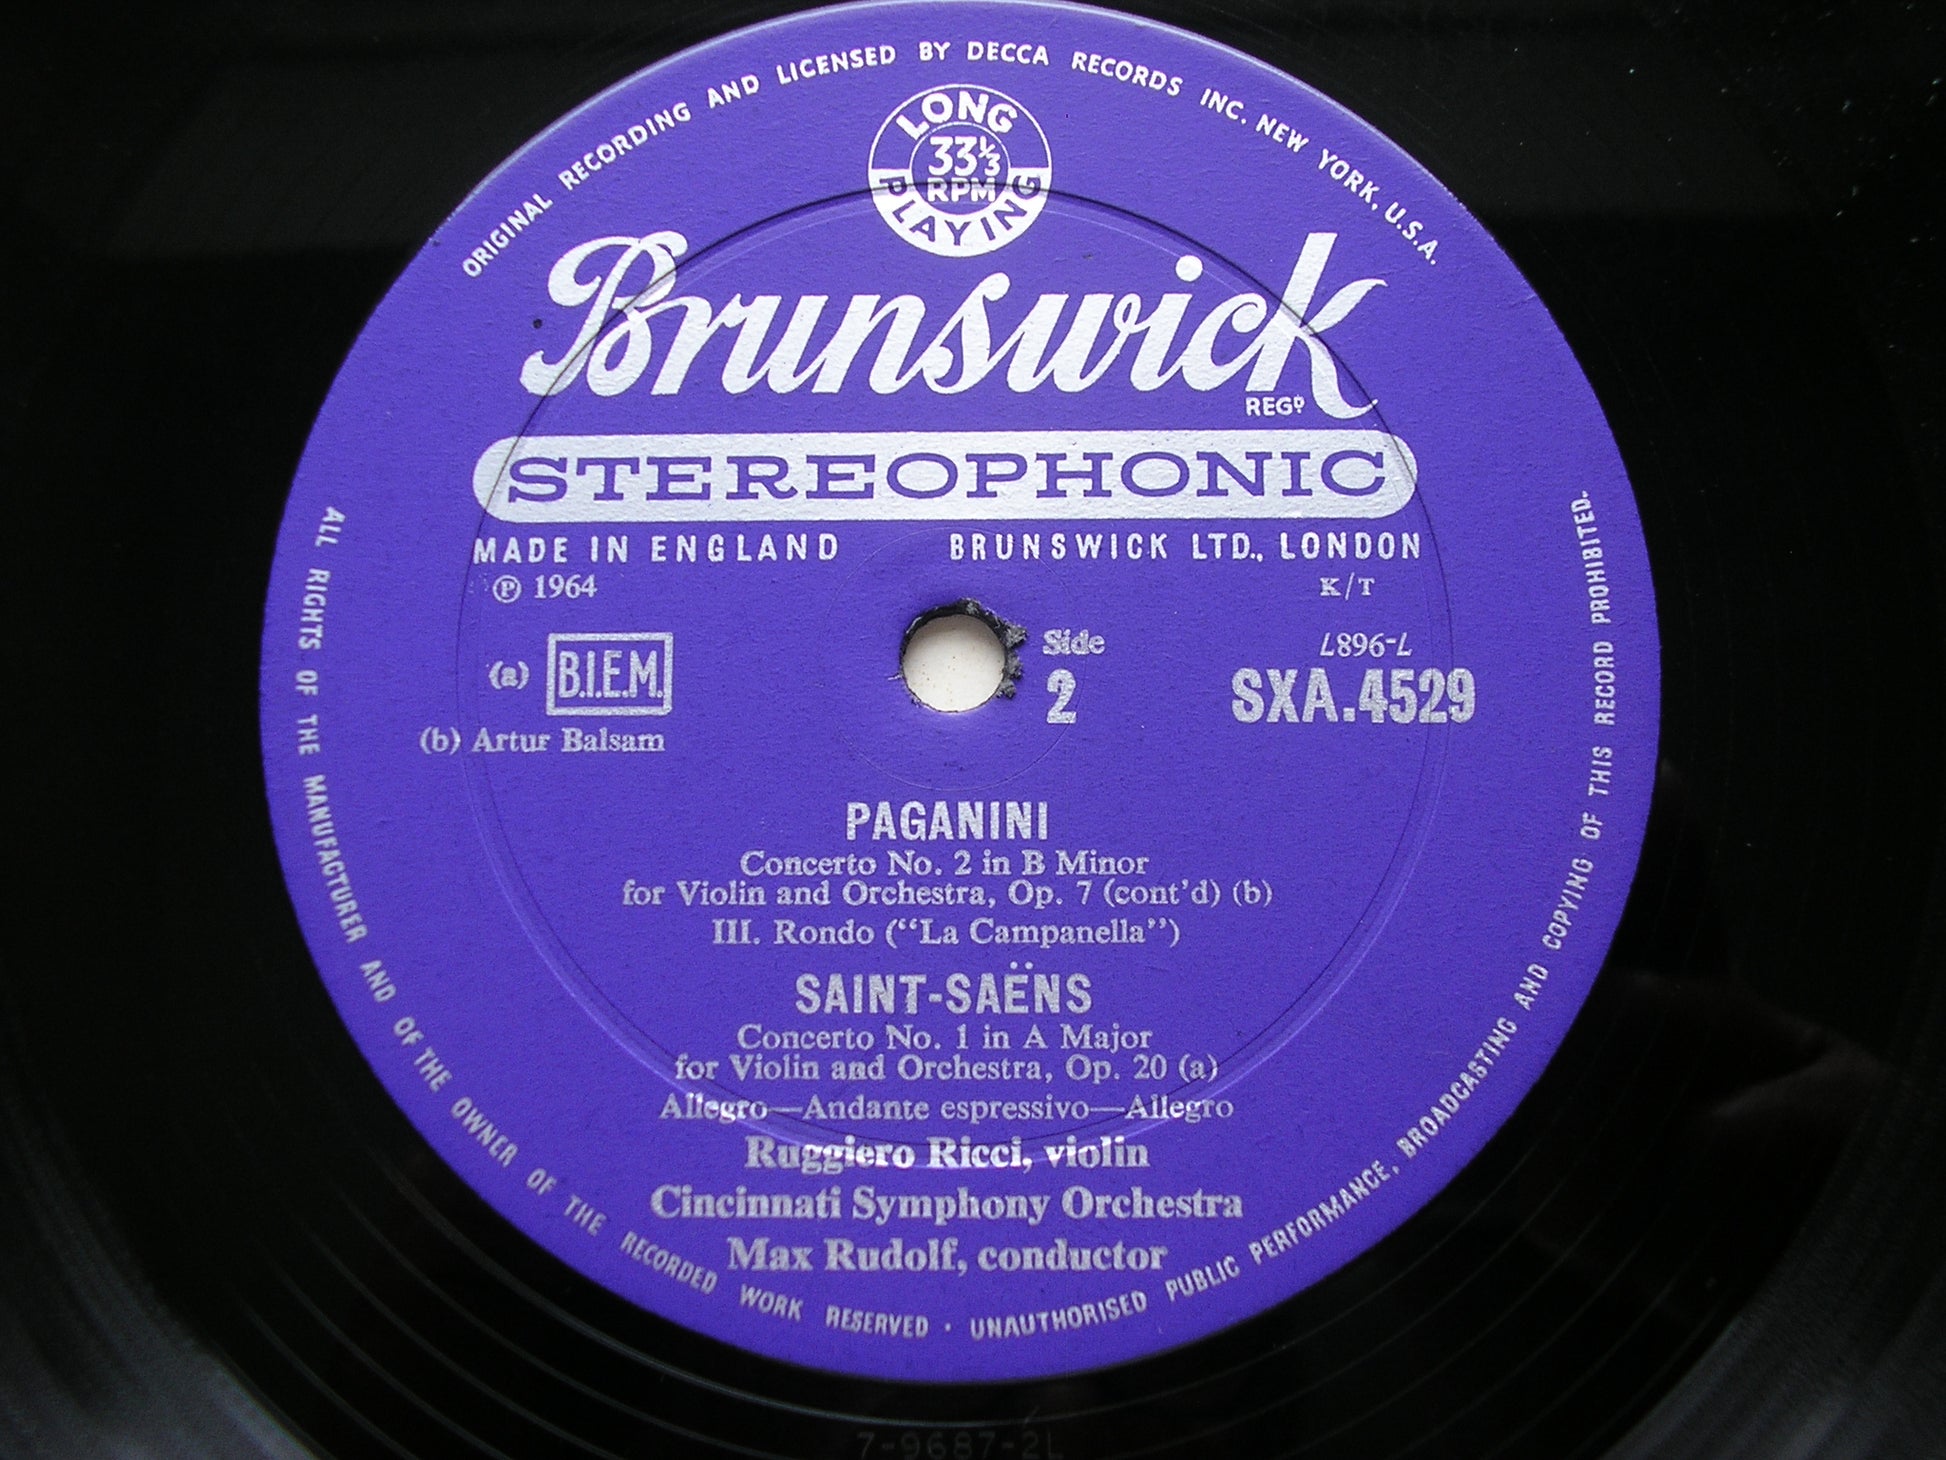 ORIGINAL RECORDING AND LICENSED BY DECCA RECORDS INC. NEW YORK. U.S.A.
LONG
33⅓
RPM
PLAYING
Brunswick
REGD.
STEREOPHONIC
MADE IN ENGLAND BRUNSWICK LTD., LONDON
Ⓟ 1964 K/T
(a) B.I.E.M.
(b) Artur Balsam
Side
2
7-9687
SXA.4529
PAGANINI
Concerto No. 2 in B Minor
for Violin and Orchestra, Op. 7 (cont'd) (b)
III. Rondo (“La Campanella”)
SAINT-SAËNS
Concerto No. 1 in A Major
for Violin and Orchestra, Op. 20 (a)
Allegro—Andante espressivo—Allegro
Ruggiero Ricci, violin
Cincinnati Symphony Orchestra
Max Rudolf, conductor
ALL RIGHTS OF THE MANUFACTURER AND OF THE OWNER OF THE RECORDED WORK RESERVED · UNAUTHORISED PUBLIC PERFORMANCE, BROADCASTING AND COPYING OF THIS RECORD PROHIBITED.
7-9687-2L